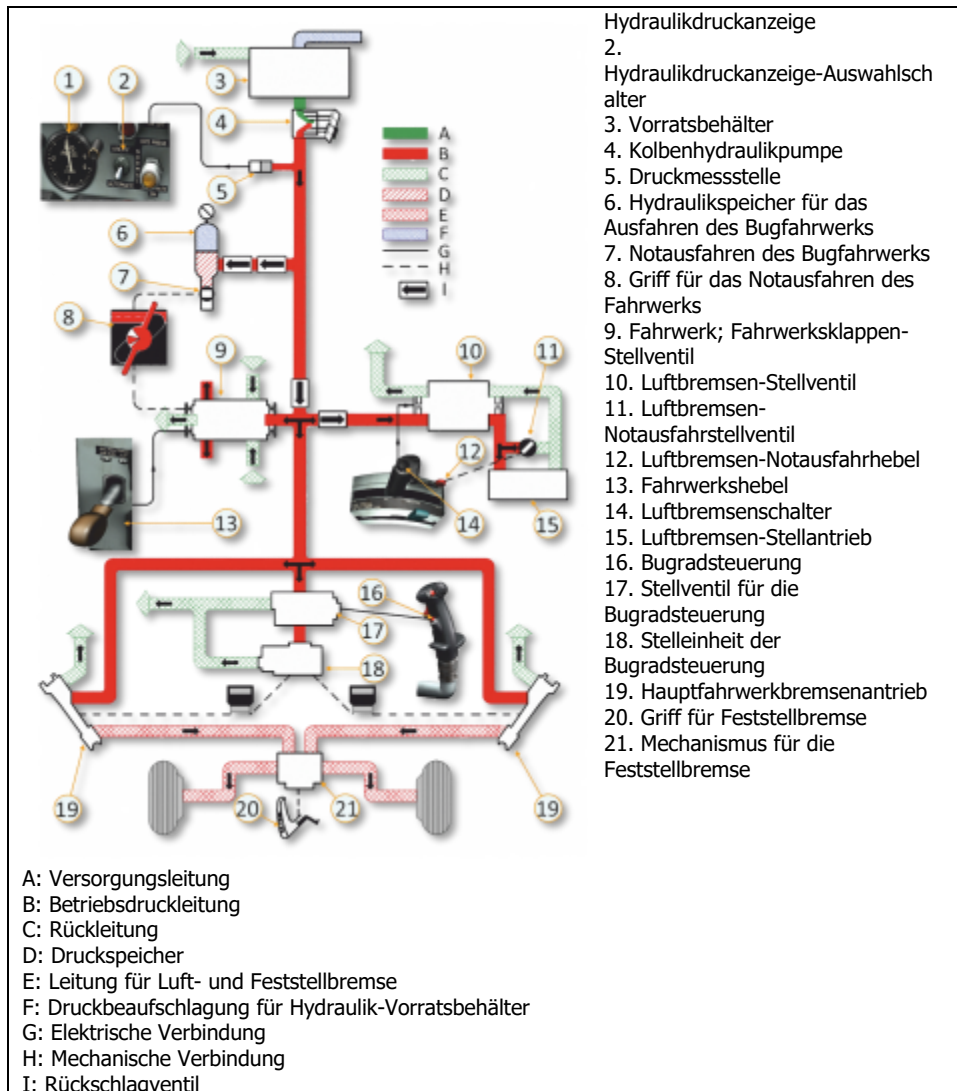 Hydraulikdruckanzeige
2.
Hydraulikdruckanzeige-Auswahlsch
alter
3. Vorratsbehälter
4. Kolbenhydraulikpumpe
5. Druckmessstelle
6. Hydraulikspeicher für das
Ausfahren des Bugfahrwerks
7. Notausfahren des Bugfahrwerks
8. Griff für das Notausfahren des
Fahrwerks
9. Fahrwerk; Fahrwerksklappen-
Stellventil
10. Luftbremsen-Stellventil
11. Luftbremsen-
Notausfahrstellventil
12. Luftbremsen-Notausfahrhebel
13. Fahrwerkshebel
14. Luftbremsenschalter
15. Luftbremsen-Stellantrieb
16. Bugradsteuerung
17. Stellventil für die
Bugradsteuerung
18. Stelleinheit der
Bugradsteuerung
19. Hauptfahrwerkbremsenantrieb
20. Griff für Feststellbremse
21. Mechanismus für die
Feststellbremse
3
1 2
4
A
B
C
D
E
F
G
H
I
5
6
7
8
9
10 11
12
13
14 15
16
17
18
19
20 21
19
A: Versorgungsleitung
B: Betriebsdruckleitung
C: Rückleitung
D: Druckspeicher
E: Leitung für Luft- und Feststellbremse
F: Druckbeaufschlagung für Hydraulik-Vorratsbehälter
G: Elektrische Verbindung
H: Mechanische Verbindung
I: Rückschlagventil